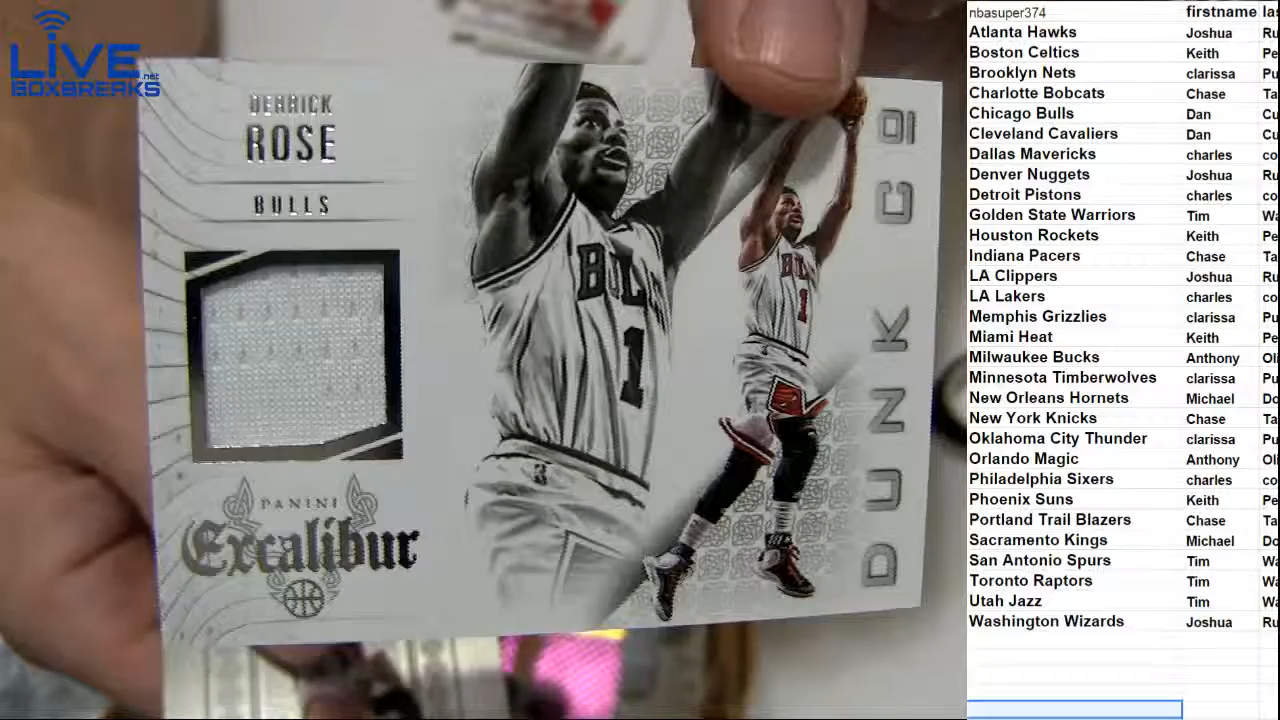 LIVE
BOXBREAKS
.net
DERRICK
ROSE
BULLS
PANINI
Excalibur
BULLS
1
BULLS
1
DUNK CO
nbasuper374 firstname
Atlanta Hawks Joshua Ru
Boston Celtics Keith Pe
Brooklyn Nets clarissa Pu
Charlotte Bobcats Chase Ta
Chicago Bulls Dan Cu
Cleveland Cavaliers Dan Cu
Dallas Mavericks charles co
Denver Nuggets Joshua Ru
Detroit Pistons charles co
Golden State Warriors Tim Wa
Houston Rockets Keith Pe
Indiana Pacers Chase Ta
LA Clippers Joshua Ru
LA Lakers charles co
Memphis Grizzlies clarissa Pu
Miami Heat Keith Pe
Milwaukee Bucks Anthony Oli
Minnesota Timberwolves clarissa Pu
New Orleans Hornets Michael Do
New York Knicks Chase Ta
Oklahoma City Thunder clarissa Pu
Orlando Magic Anthony Oli
Philadelphia Sixers charles co
Phoenix Suns Keith Pe
Portland Trail Blazers Chase Ta
Sacramento Kings Michael Do
San Antonio Spurs Tim Wa
Toronto Raptors Tim Wa
Utah Jazz Tim Wa
Washington Wizards Joshua Ru